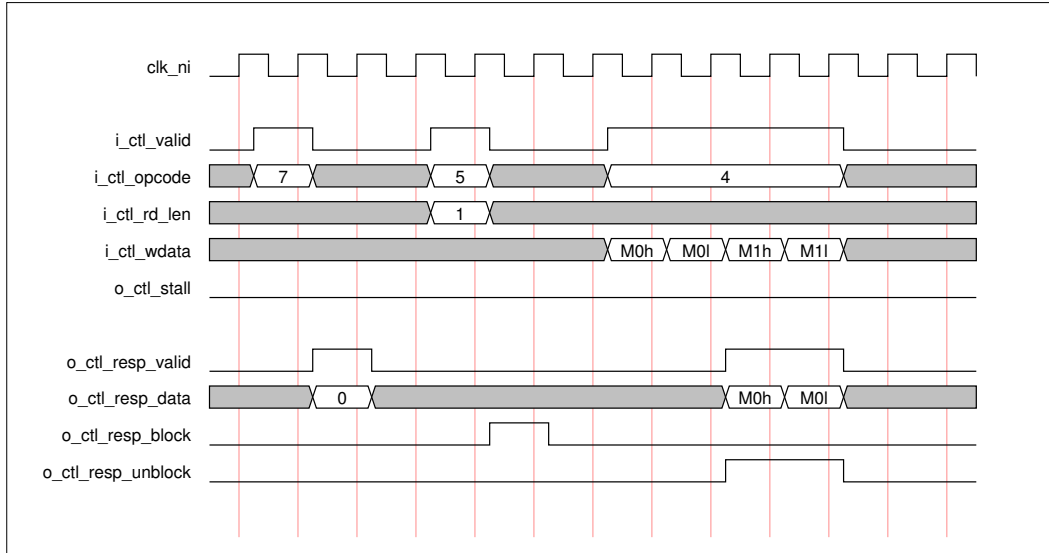 clk_ni
i_ctl_valid
i_ctl_opcode 7 5 4
i_ctl_rd_len 1
i_ctl_wdata M0h M0l M1h M1l
o_ctl_stall
o_ctl_resp_valid
o_ctl_resp_data 0 M0h M0l
o_ctl_resp_block
o_ctl_resp_unblock